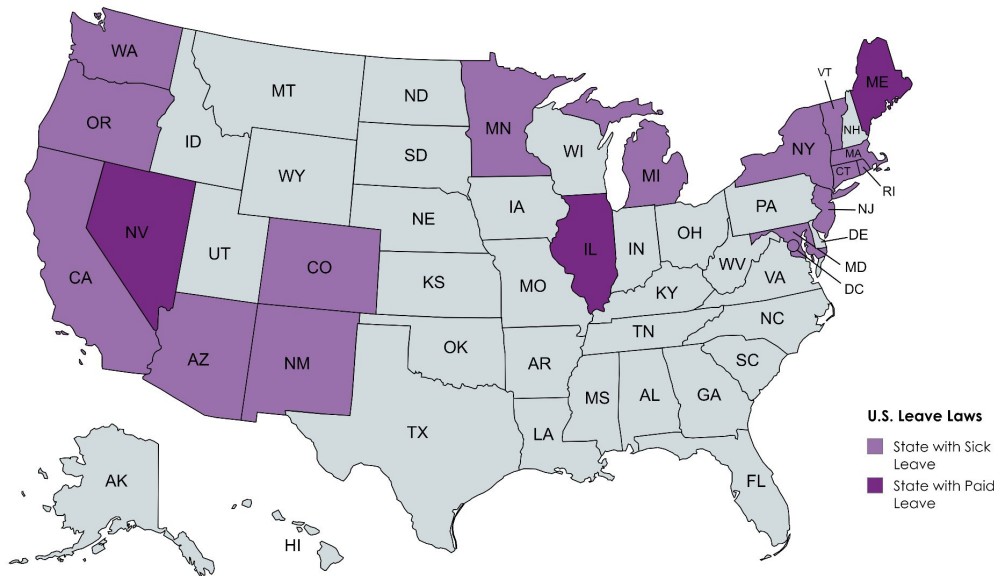 WA
MT
ND
MN
VT
ME
OR
ID
SD
WI
NH
NY
MA
WY
MI
CT
RI
NV
NE
IA
PA
NJ
UT
IL
IN
OH
DE
CA
CO
KS
MO
WV
VA
MD
DC
KY
NC
AZ
NM
OK
AR
TN
SC
MS
AL
GA
TX
LA
FL
AK
HI
U.S. Leave Laws
State with Sick
Leave
State with Paid
Leave